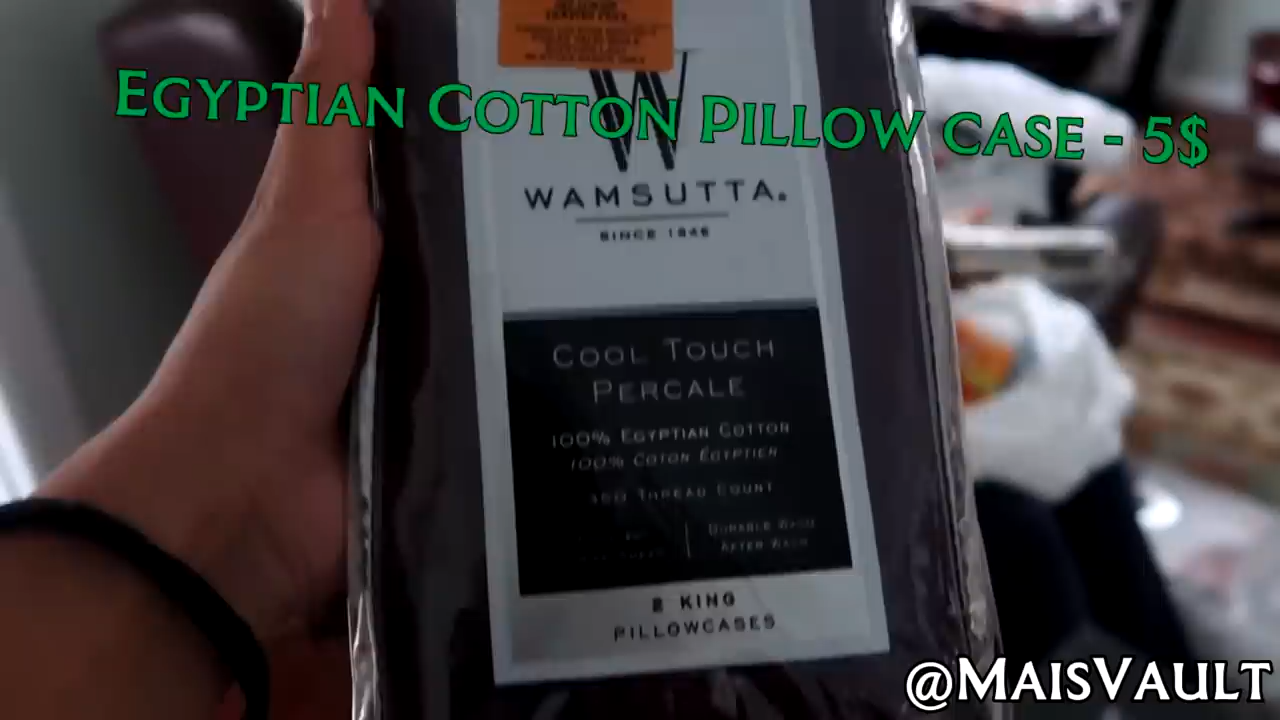 Egyptian Cotton Pillow case - 5$
W
WAMSUTTA®
SINCE 1846
COOL TOUCH
PERCALE
100% EGYPTIAN COTTON
100% COTON EGYPTIEN
THREAD COUNT
DURABLE WASH
AFTER WASH
2 KING
PILLOWCASES
@MaisVault